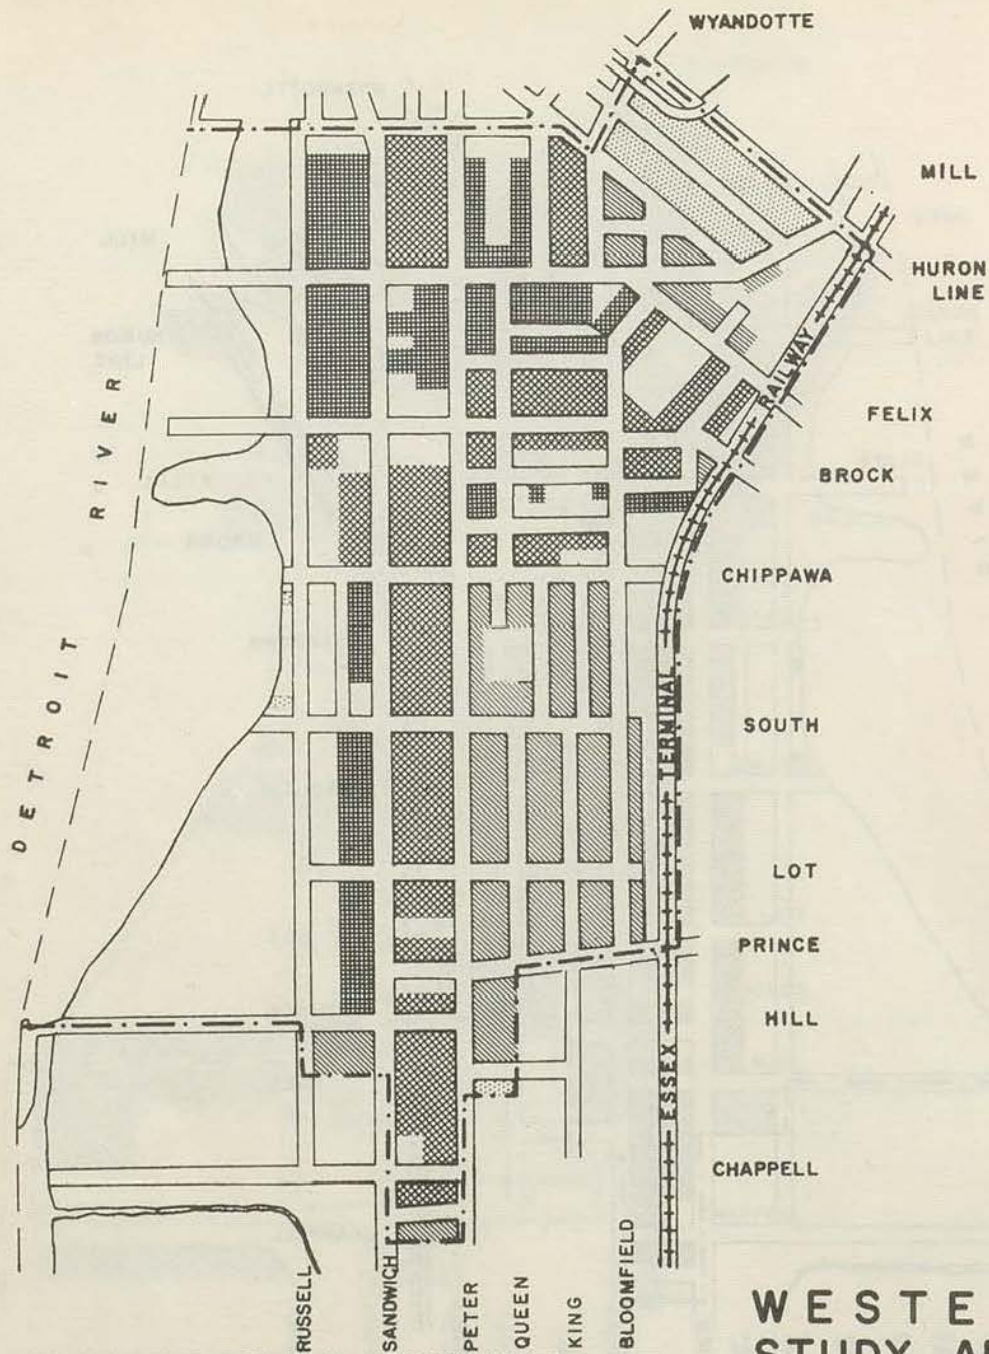 WYANDOTTE
MILL
HURON
LINE
FELIX
BROCK
CHIPPAWA
SOUTH
LOT
PRINCE
HILL
CHAPPELL
DETROIT RIVER
ESSEX TERMINAL RAILWAY
RUSSELL
SANDWICH
PETER
QUEEN
KING
BLOOMFIELD
WESTE
STUDY